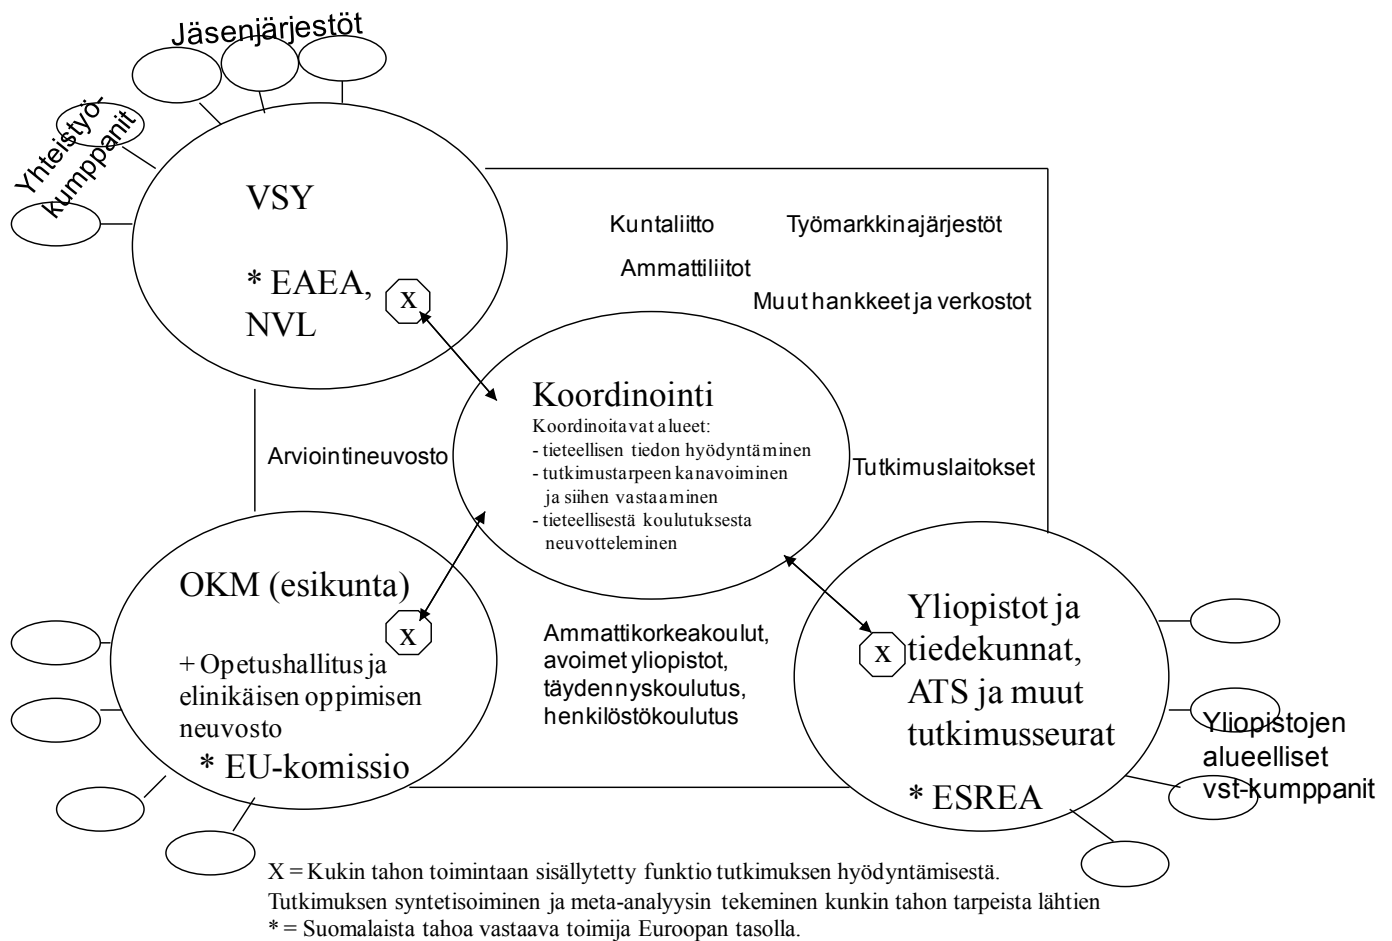 Jäsenjärjestöt
Yhteistyö-
kumppanit
VSY
* EAEA,
NVL
x
Kuntaliitto
Työmarkkinajärjestöt
Ammattiliitot
Muut hankkeet ja verkostot
Koordinointi
Koordinoitavat alueet:
- tieteellisen tiedon hyödyntäminen
- tutkimustarpeen kanavoiminen
ja siihen vastaaminen
- tieteellisestä koulutuksesta
neuvotteleminen
Arviointineuvosto
Tutkimuslaitokset
OKM (esikunta)
x
+ Opetushallitus ja
elinikäisen oppimisen
neuvosto
* EU-komissio
Ammattikorkeakoulut,
avoimet yliopistot,
täydennyskoulutus,
henkilöstökoulutus
x
Yliopistot ja
tiedekunnat,
ATS ja muut
tutkimusseurat
* ESREA
Yliopistojen
alueelliset
vst-kumppanit
X = Kukin tahon toimintaan sisällytetty funktio tutkimuksen hyödyntämisestä.
Tutkimuksen syntetisoiminen ja meta-analyysin tekeminen kunkin tahon tarpeista lähtien
* = Suomalaista tahoa vastaava toimija Euroopan tasolla.